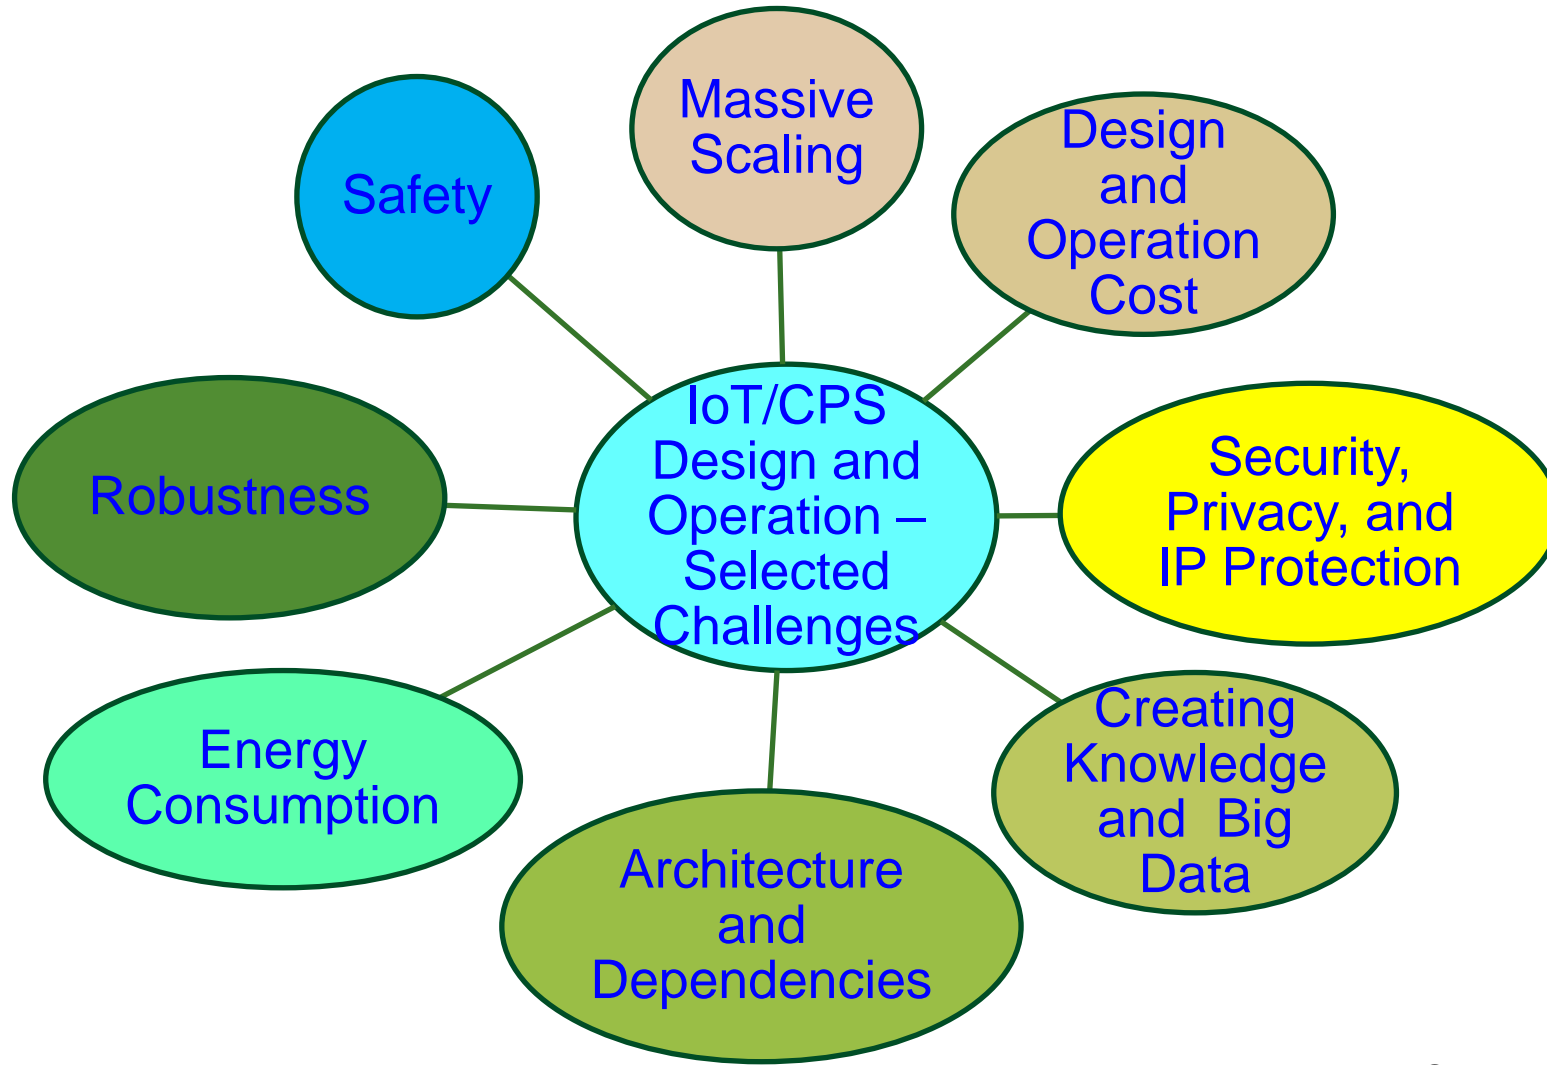 Massive
Scaling
Design
and
Operation
Cost
Safety
IoT/CPS
Design and
Operation –
Selected
Challenges
Security,
Privacy, and
IP Protection
Robustness
Creating
Knowledge
and  Big
Data
Energy
Consumption
Architecture
and
Dependencies